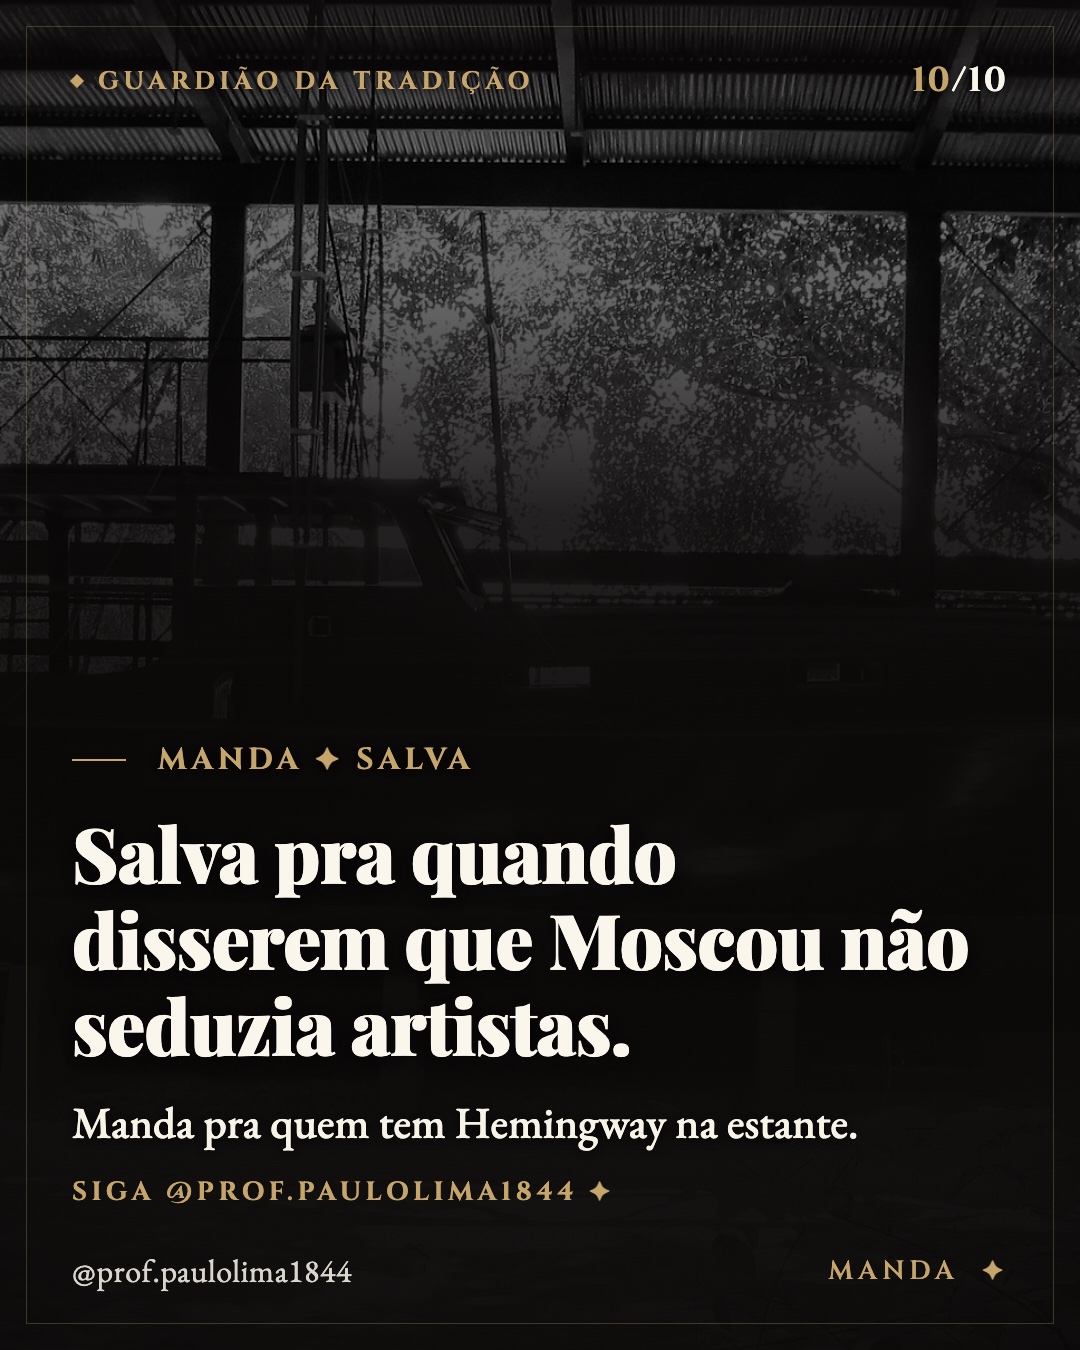 ◆ GUARDIÃO DA TRADIÇÃO
10/10
MANDA ✦ SALVA
Salva pra quando
disserem que Moscou não
seduzia artistas.
Manda pra quem tem Hemingway na estante.
SIGA @PROF.PAULOLIMA1844 ✦
@prof.paulolima1844
MANDA ✦